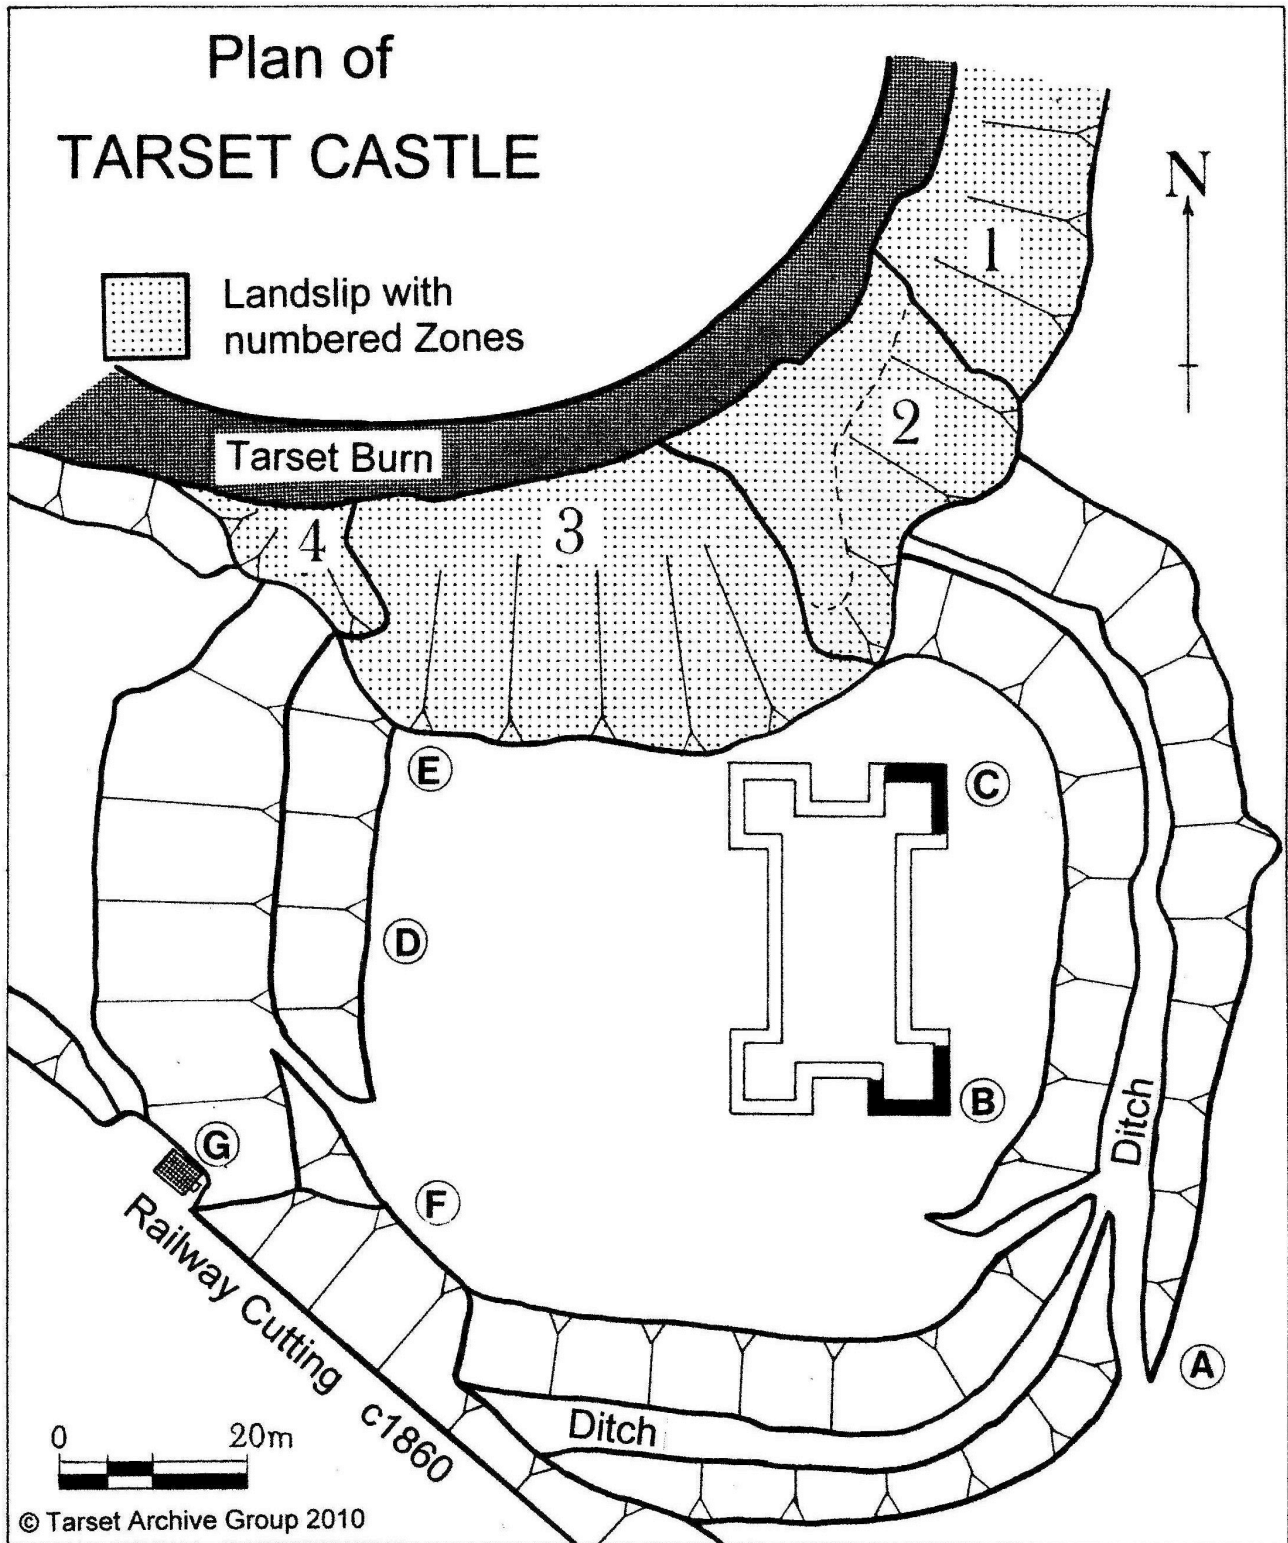 Plan of
TARSET CASTLE
N
Landslip with
numbered Zones
1
2
Tarset Burn
3
4
E
C
D
B
Ditch
G
F
Railway Cutting c1860
A
Ditch
0 20m
© Tarset Archive Group 2010